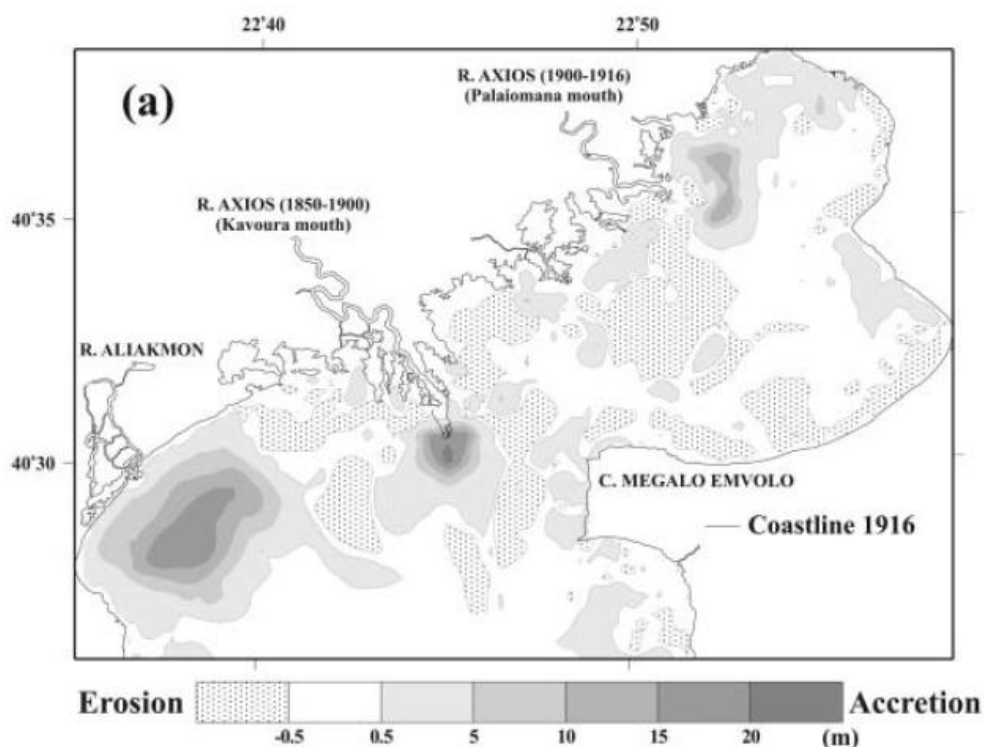 22°40
22°50
(a)
R. AXIOS (1900-1916)
(Palaiomana mouth)
R. AXIOS (1850-1900)
(Kavoura mouth)
40°35
R. ALIAKMON
40°30
C. MEGALO EMVOLO
Coastline 1916
Erosion
Accretion
-0.5 0.5 5 10 15 20 (m)